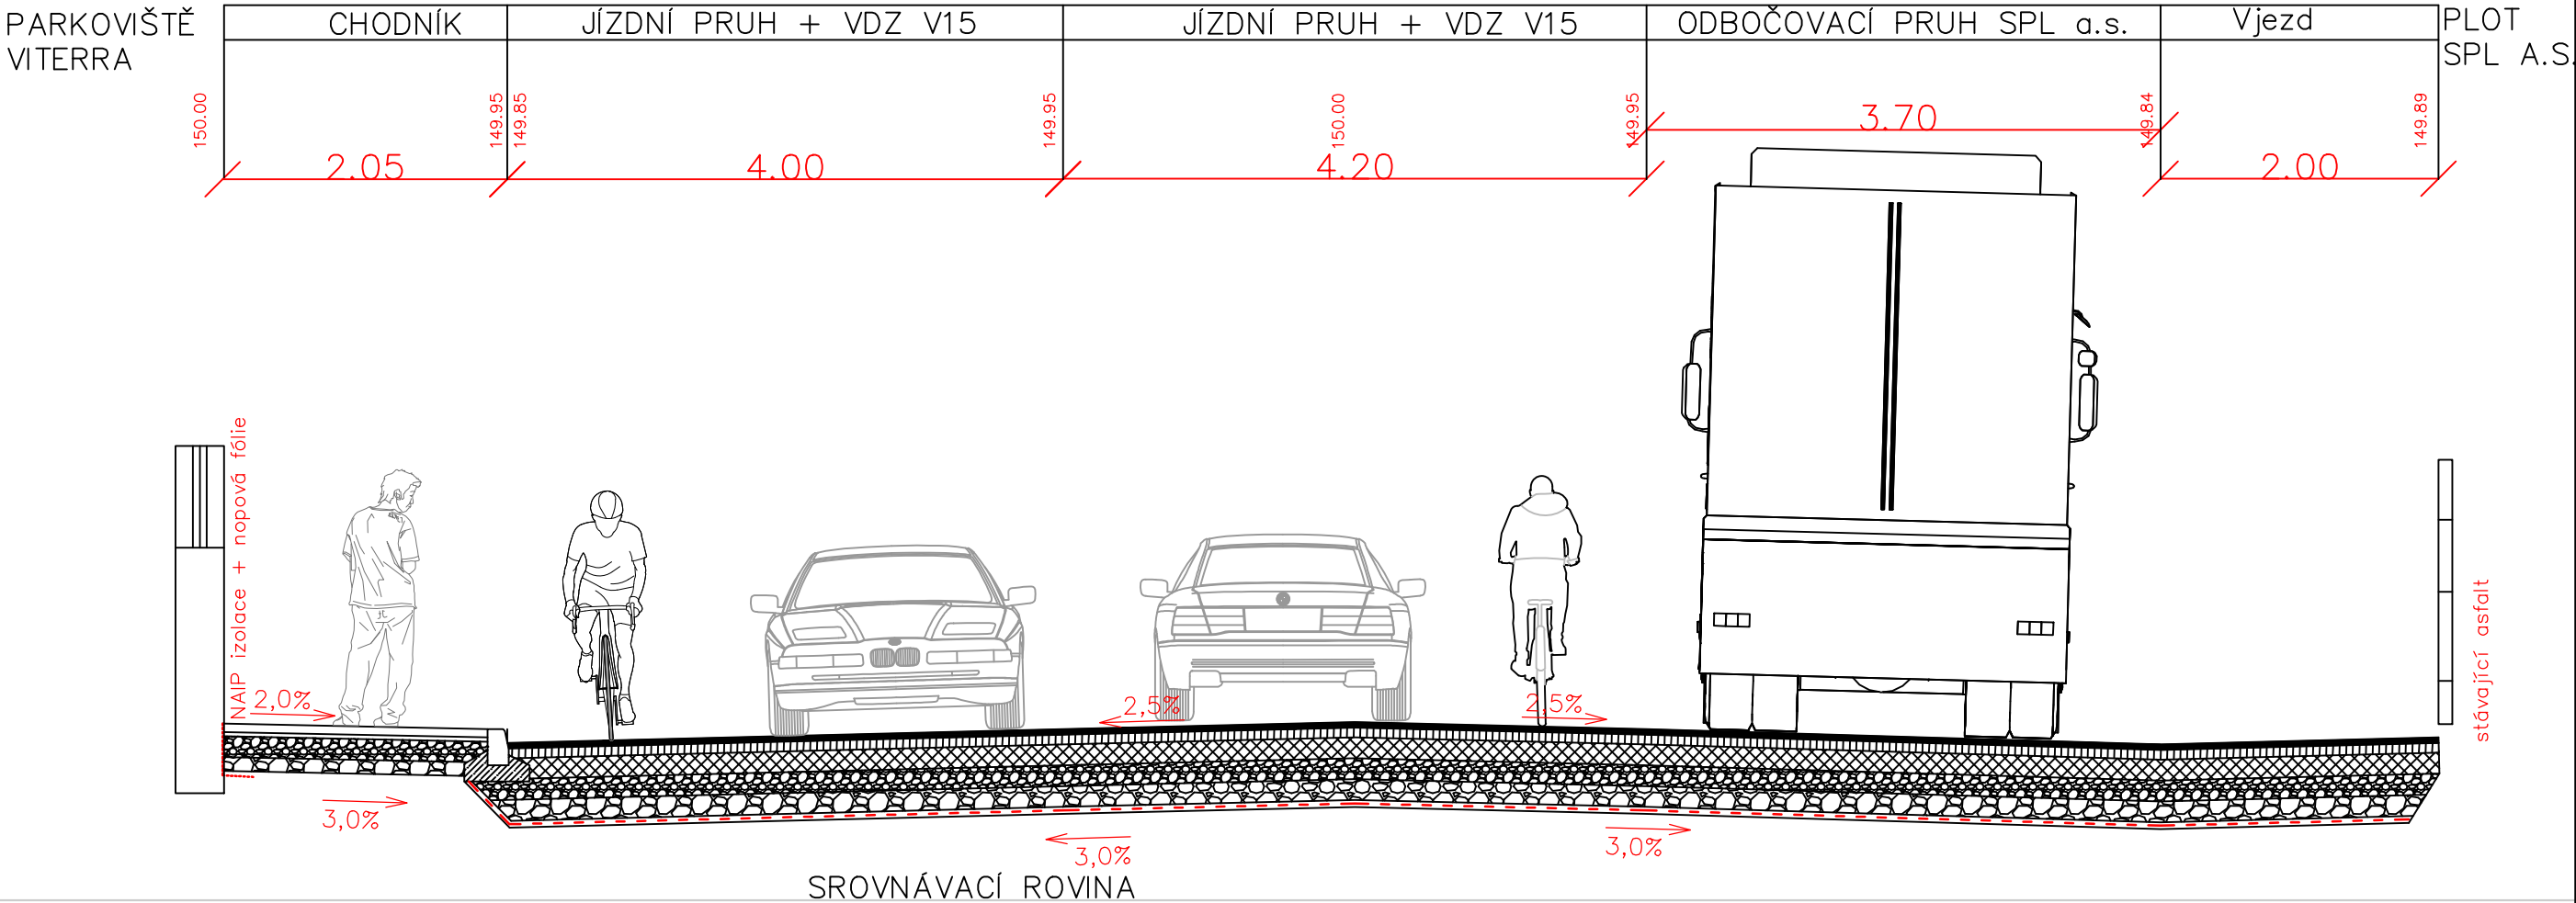 PARKOVIŠTĚ
VITERRA
CHODNÍK
JÍZDNÍ PRUH + VDZ V15
JÍZDNÍ PRUH + VDZ V15
ODBOČOVACÍ PRUH SPL a.s.
Vjezd
PLOT
SPL A.S.
150.00
149.95
149.85
149.95
150.00
149.95
149.84
149.89
2.05
4.00
4.20
3.70
2.00
NAIP izolace + nopová fólie
stávající asfalt
2,0%
2,5%
2,5%
3,0%
3,0%
3,0%
SROVNÁVACÍ ROVINA